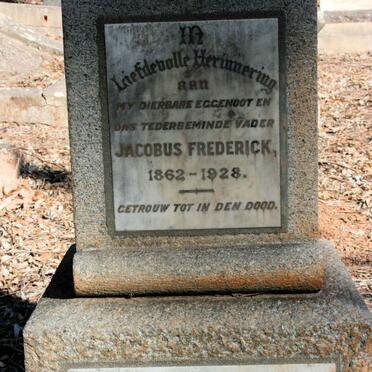 IN
Liefdevolle Herinnering
aan
MY DIERBARE EGGENOOT EN
ONS TEDERBEMINDE VADER
JACOBUS FREDERICK,
1862-1928.
GETROUW TOT IN DEN DOOD.